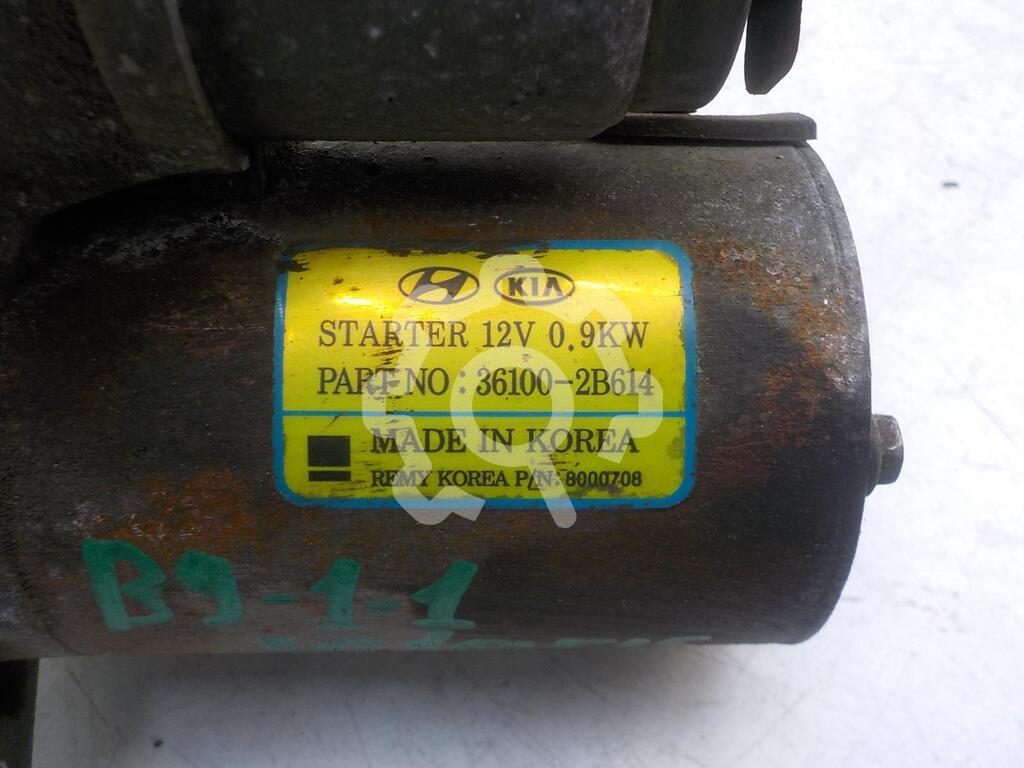 KIA
STARTER 12V 0.9KW
PART NO : 36100-2B614
MADE IN KOREA
REMY KOREA P/N: 8000708
B9-1-1